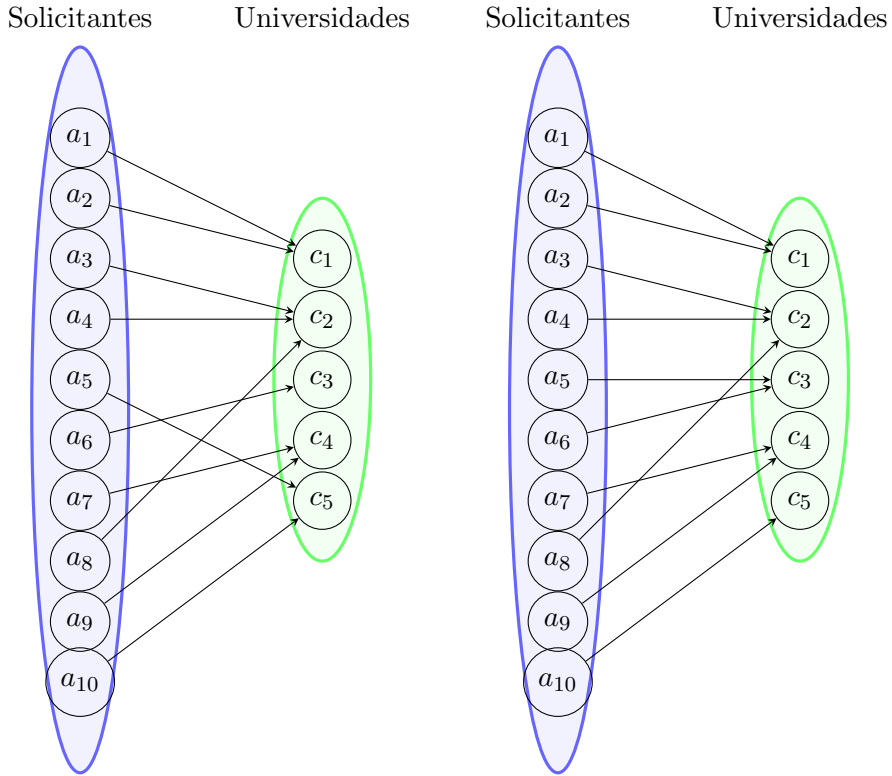 Solicitantes Universidades Solicitantes Universidades
a1 a1
a2 a2
a3 c1 a3 c1
a4 c2 a4 c2
a5 c3 a5 c3
a6 c4 a6 c4
a7 c5 a7 c5
a8 a8
a9 a9
a10 a10